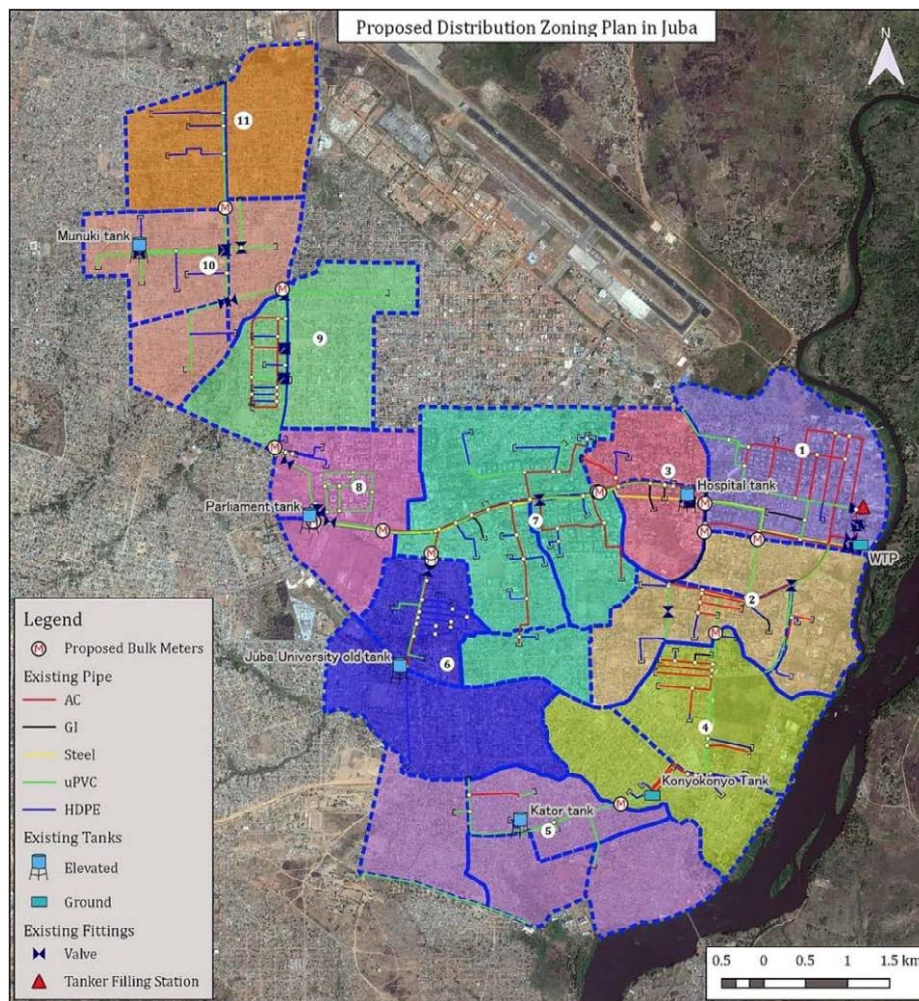 Proposed Distribution Zoning Plan in Juba
N
11
Munuki tank
M
10
M
9
M
8
Parliament tank
M
M
7
M
M
3
Hospital tank
M
M
M
1
WTP
2
M
Juba University old tank
6
4
Konyokonyo Tank
M
Kator tank
5
Legend
M Proposed Bulk Meters
Existing Pipe
AC
GI
Steel
uPVC
HDPE
Existing Tanks
Elevated
Ground
Existing Fittings
Valve
Tanker Filling Station
0.5 0 0.5 1 1.5 km